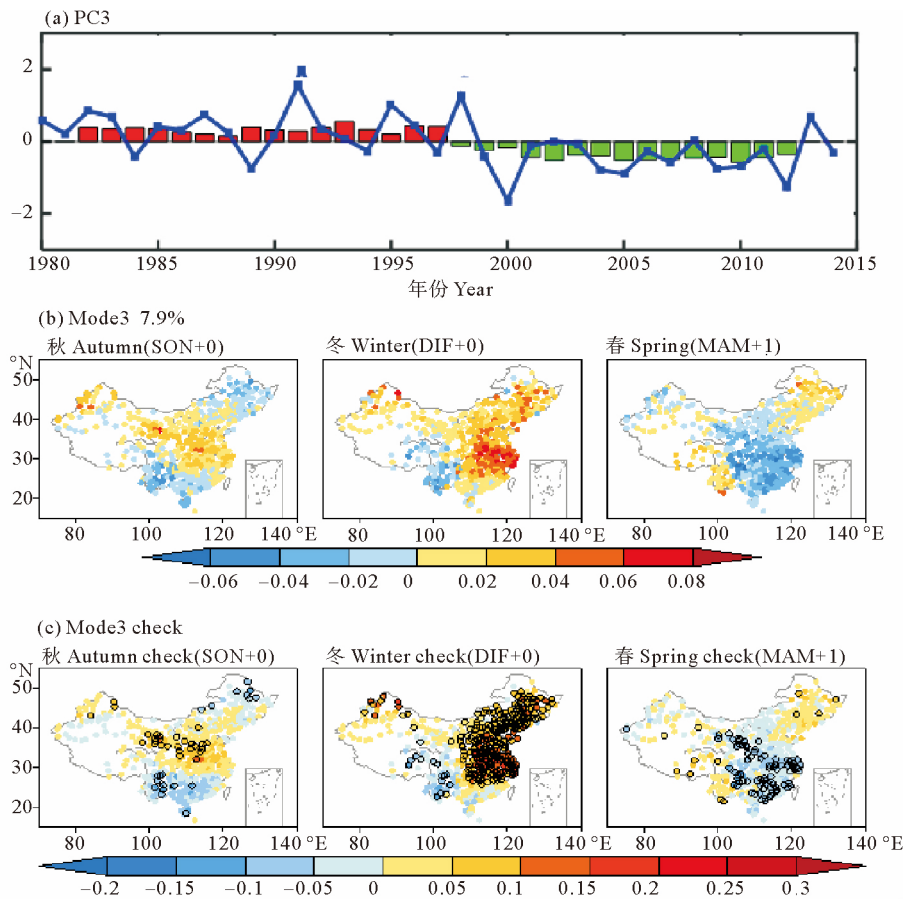 (a) PC3
2
0
−2
1980 1985 1990 1995 2000 2005 2010 2015
年份 Year
(b) Mode3 7.9%
秋 Autumn(SON+0) 冬 Winter(DIF+0) 春 Spring(MAM+1)
°N
50
40
30
20
80 100 120 140 °E 80 100 120 140 °E 80 100 120 140 °E
−0.06 −0.04 −0.02 0 0.02 0.04 0.06 0.08
(c) Mode3 check
秋 Autumn check(SON+0) 冬 Winter check(DIF+0) 春 Spring check(MAM+1)
°N
50
40
30
20
80 100 120 140 °E 80 100 120 140 °E 80 100 120 140 °E
−0.2 −0.15 −0.1 −0.05 0 0.05 0.1 0.15 0.2 0.25 0.3